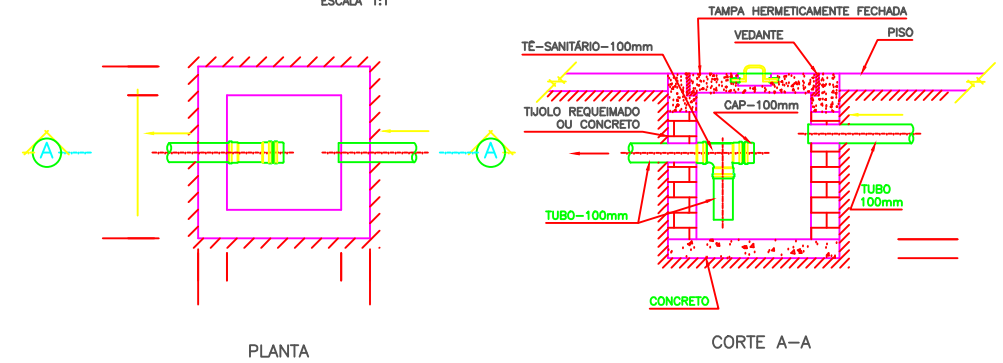 ESCALA 1:1
TAMPA HERMETICAMENTE FECHADA
VEDANTE
PISO
TÊ-SANITÁRIO-100mm
CAP-100mm
TIJOLO REQUEIMADO
OU CONCRETO
A
A
TUBO
100mm
TUBO-100mm
CONCRETO
PLANTA
CORTE A-A